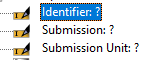 Identifier: ?
Submission: ?
Submission Unit: ?